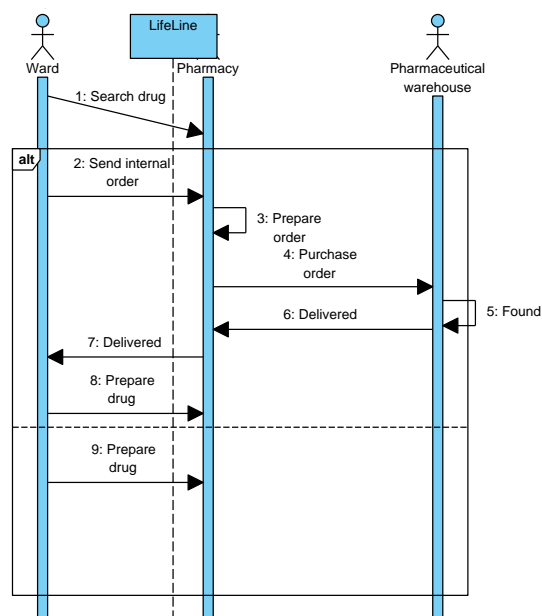 LifeLine
Ward
Pharmacy
Pharmaceutical
warehouse
1: Search drug
alt
2: Send internal
order
3: Prepare
order
4: Purchase
order
5: Found
6: Delivered
7: Delivered
8: Prepare
drug
9: Prepare
drug